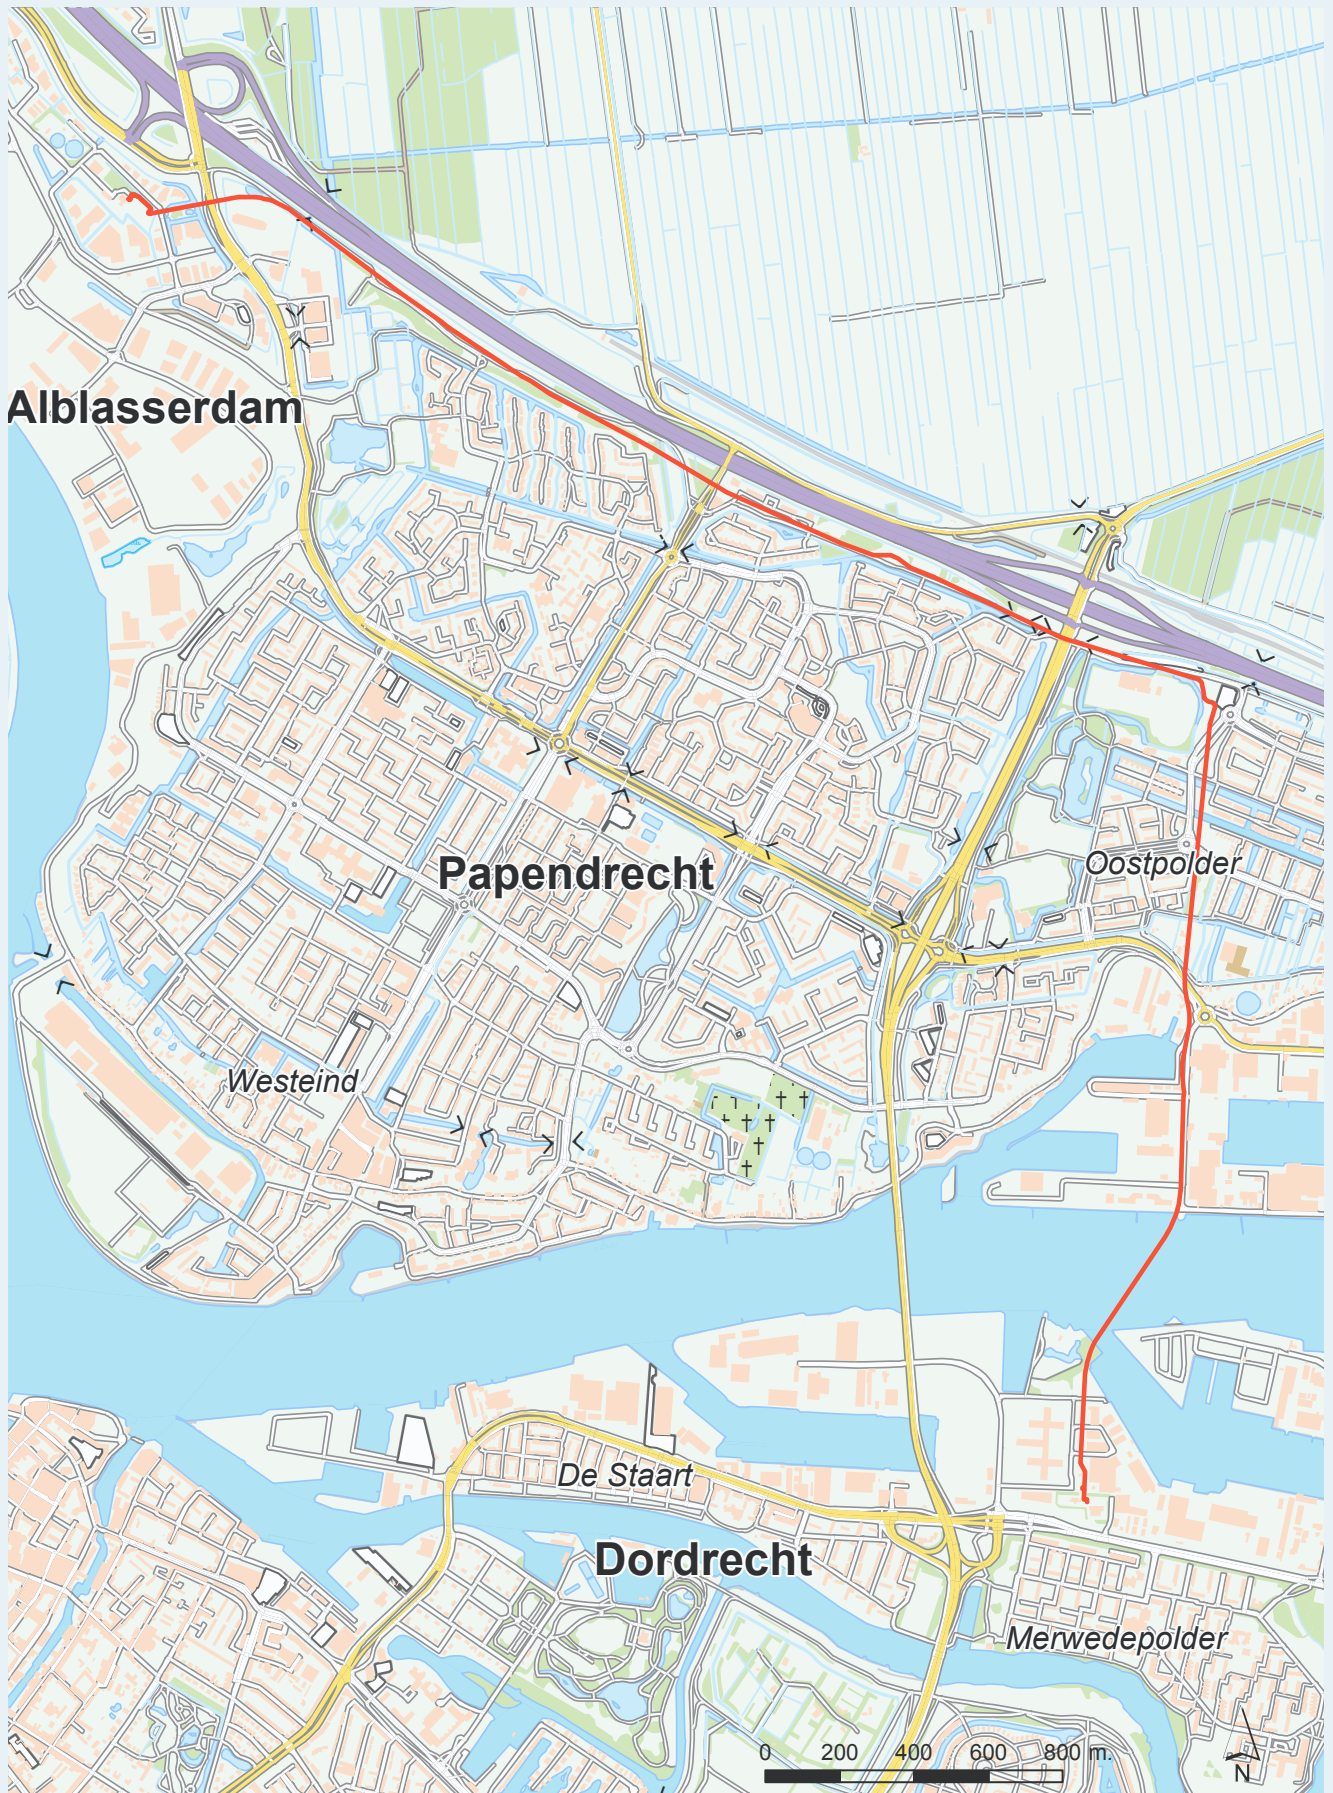 Alblasserdam
Papendrecht
Oostpolder
Westeind
De Staart
Dordrecht
Merwedepolder
0 200 400 600 800 m.
N